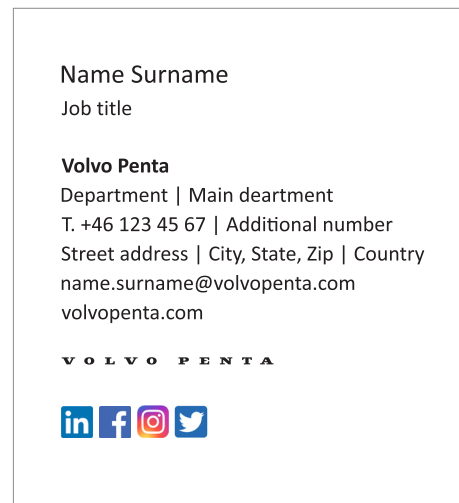 Name Surname
Job title
Volvo Penta
Department | Main deartment
T. +46 123 45 67 | Additional number
Street address | City, State, Zip | Country
name.surname@volvopenta.com
volvopenta.com
VOLVO PENTA
in f